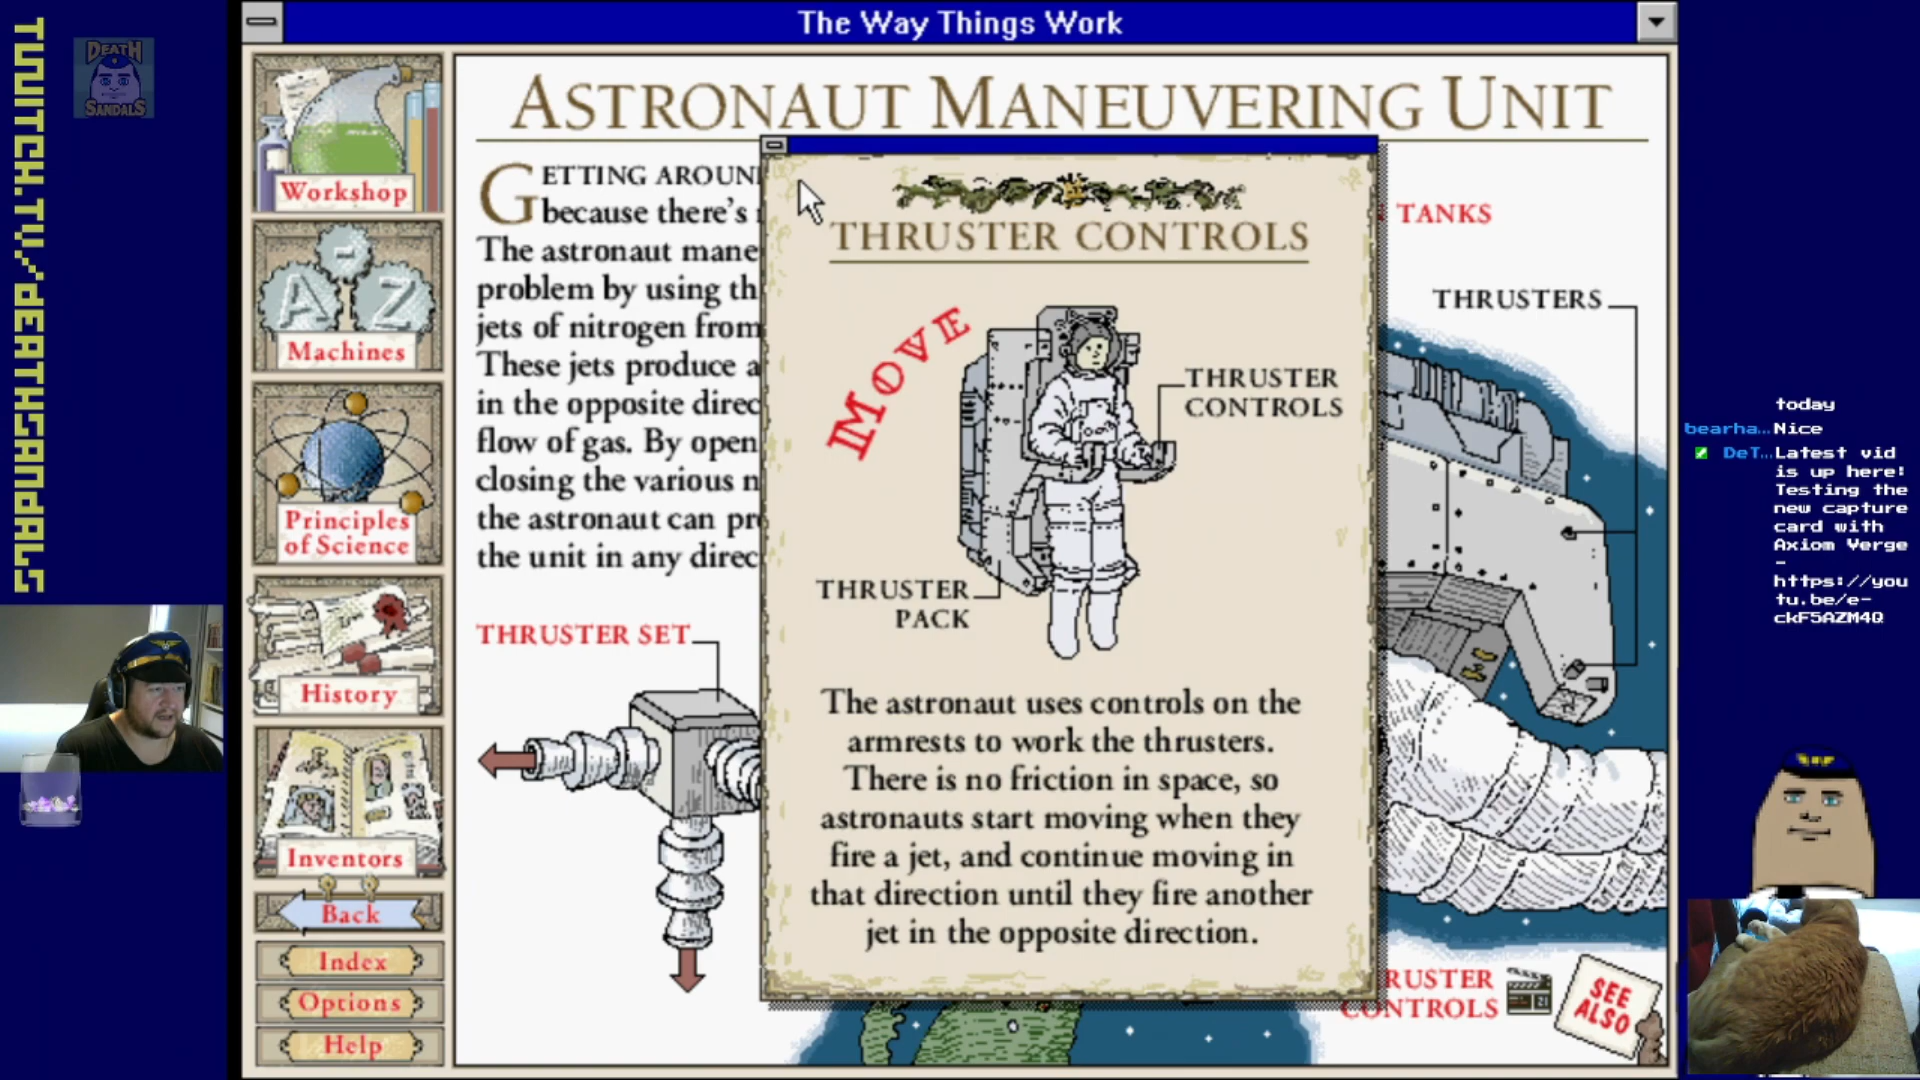 TWITCH.TV/DEATHSANDALS
DEATH
SANDALS
The Way Things Work
Workshop
A - Z
Machines
Principles
of Science
History
Inventors
Back
Index
Options
Help
ASTRONAUT MANEUVERING UNIT
GETTING AROUN
because there's
The astronaut mane
problem by using th
jets of nitrogen from
These jets produce a
in the opposite direc
flow of gas. By open
closing the various n
the astronaut can pr
the unit in any direc
THRUSTER SET
THRUSTER CONTROLS
MOVE
THRUSTER
CONTROLS
THRUSTER
PACK
The astronaut uses controls on the
armrests to work the thrusters.
There is no friction in space, so
astronauts start moving when they
fire a jet, and continue moving in
that direction until they fire another
jet in the opposite direction.
TANKS
THRUSTERS
RUSTER
CONTROLS
21
SEE
ALSO
today
bearha...Nice
DeT...Latest vid
is up here:
Testing the
new capture
card with
Axiom Verge
-
https://you
tu.be/e-
ckF5AZM4Q